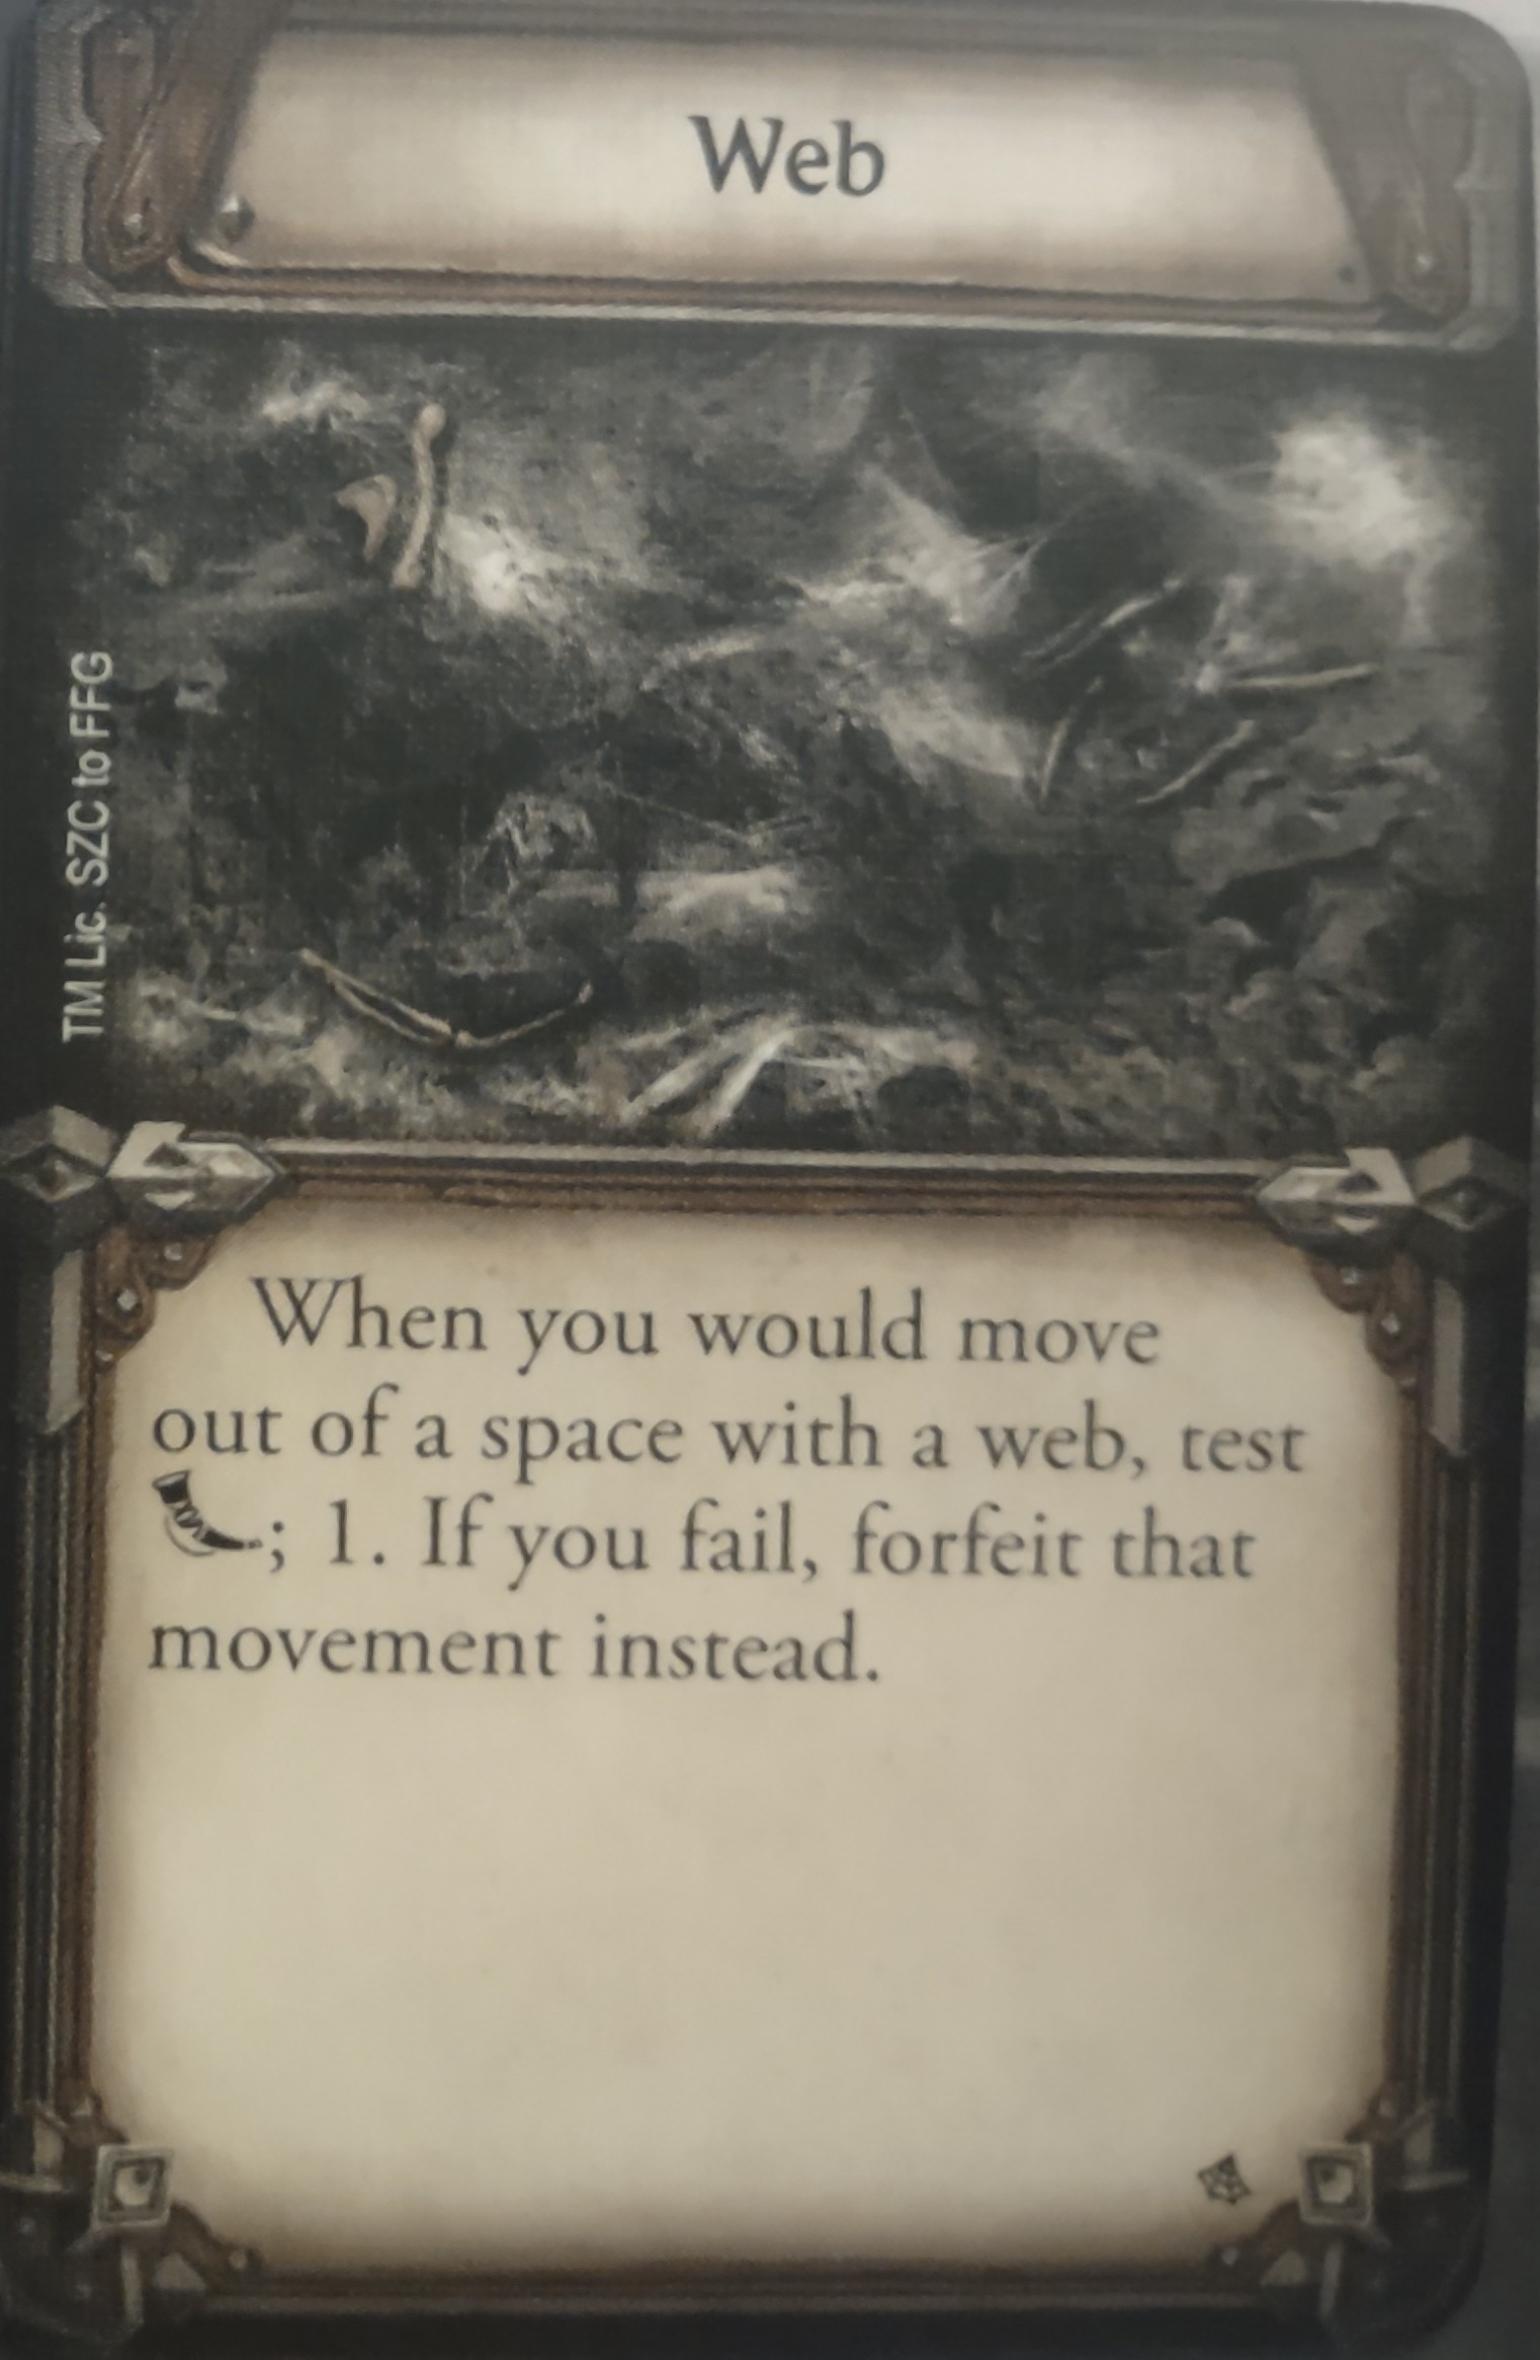 Web
TM Lic. SZC to FFG
When you would move
out of a space with a web, test
; 1. If you fail, forfeit that
movement instead.